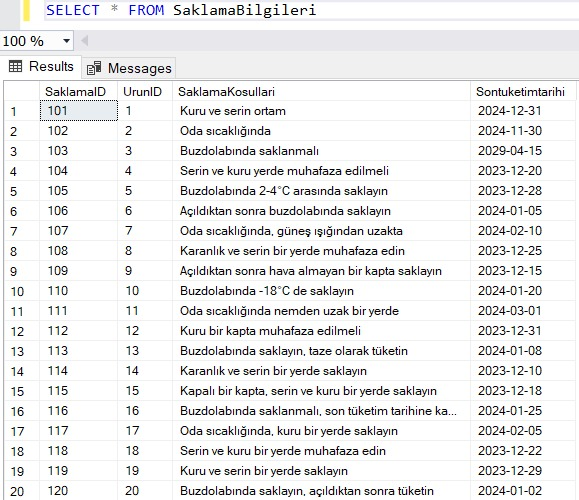 SELECT * FROM SaklamaBilgileri
100 %
Results Messages
SaklamaID UrunID SaklamaKosullari Sontuketimtarihi
1 101 1 Kuru ve serin ortam 2024-12-31
2 102 2 Oda sıcaklığında 2024-11-30
3 103 3 Buzdolabında saklanmalı 2029-04-15
4 104 4 Serin ve kuru yerde muhafaza edilmeli 2023-12-20
5 105 5 Buzdolabında 2-4°C arasında saklayın 2023-12-28
6 106 6 Açıldıktan sonra buzdolabında saklayın 2024-01-05
7 107 7 Oda sıcaklığında, güneş ışığından uzakta 2024-02-10
8 108 8 Karanlık ve serin bir yerde muhafaza edin 2023-12-25
9 109 9 Açıldıktan sonra hava almayan bir kapta saklayın 2023-12-15
10 110 10 Buzdolabında -18°C de saklayın 2024-01-20
11 111 11 Oda sıcaklığında nemden uzak bir yerde 2024-03-01
12 112 12 Kuru bir kapta muhafaza edilmeli 2023-12-31
13 113 13 Buzdolabında saklayın, taze olarak tüketin 2024-01-08
14 114 14 Karanlık ve serin bir yerde saklayın 2023-12-10
15 115 15 Kapalı bir kapta, serin ve kuru bir yerde saklayın 2023-12-18
16 116 16 Buzdolabında saklanmalı, son tüketim tarihine ka... 2024-01-25
17 117 17 Oda sıcaklığında, kuru bir yerde saklayın 2024-02-05
18 118 18 Serin ve kuru bir yerde muhafaza edin 2023-12-22
19 119 19 Kuru ve serin bir yerde saklayın 2023-12-29
20 120 20 Buzdolabında saklayın, açıldıktan sonra tüketin 2024-01-02